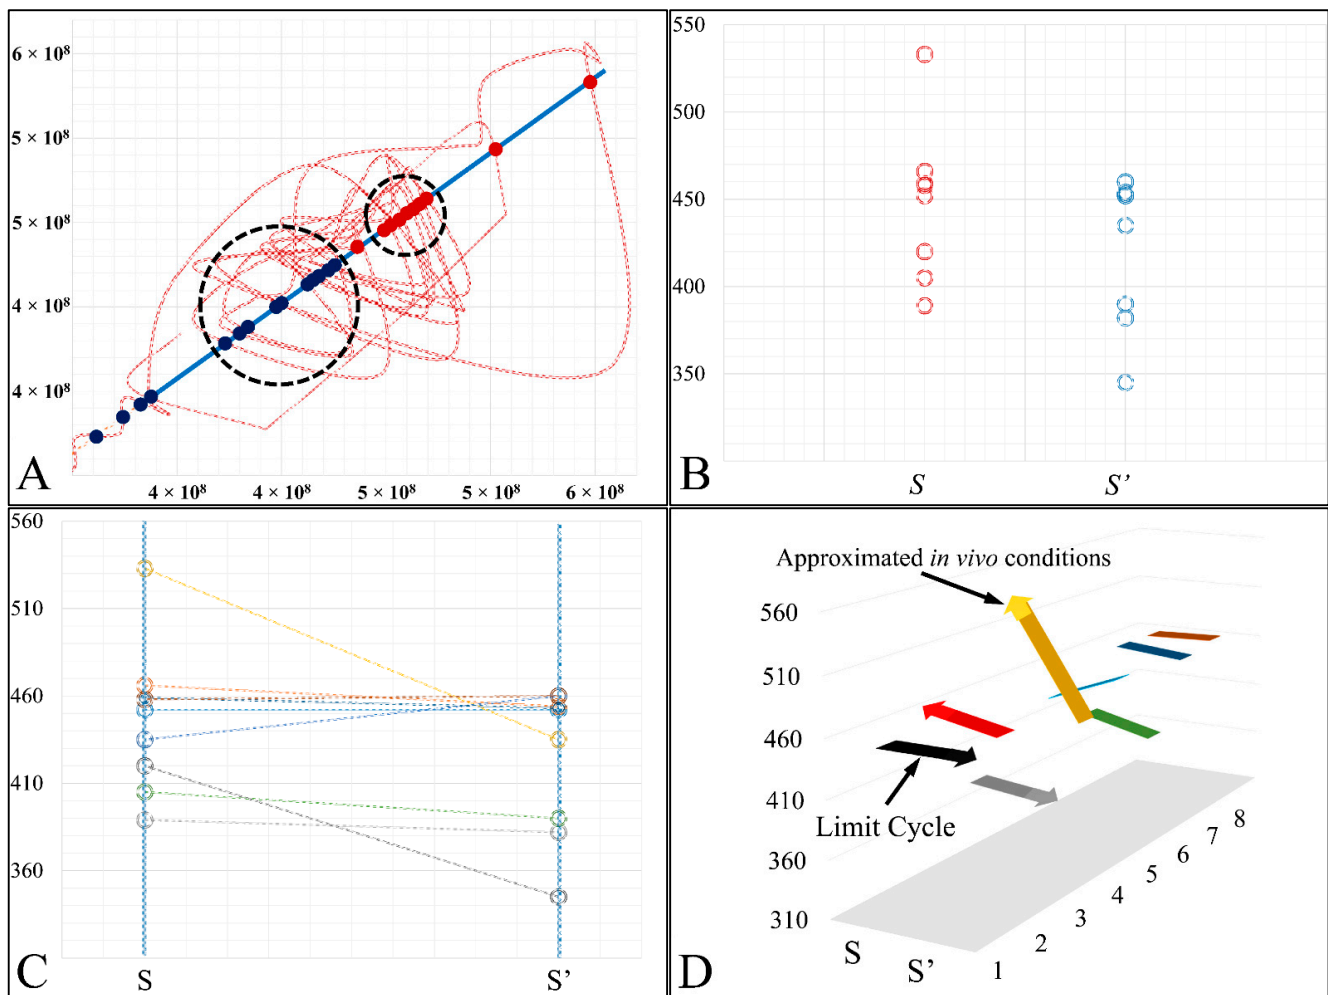 6 × 10⁸
5 × 10⁸
5 × 10⁸
4 × 10⁸
4 × 10⁸
4 × 10⁸ 4 × 10⁸ 5 × 10⁸ 5 × 10⁸ 6 × 10⁸
A
550
500
450
400
350
S S'
B
560
510
460
410
360
S S'
C
Approximated in vivo conditions
560
510
460
410
360
310
Limit Cycle
S S'
1 2 3 4 5 6 7 8
D